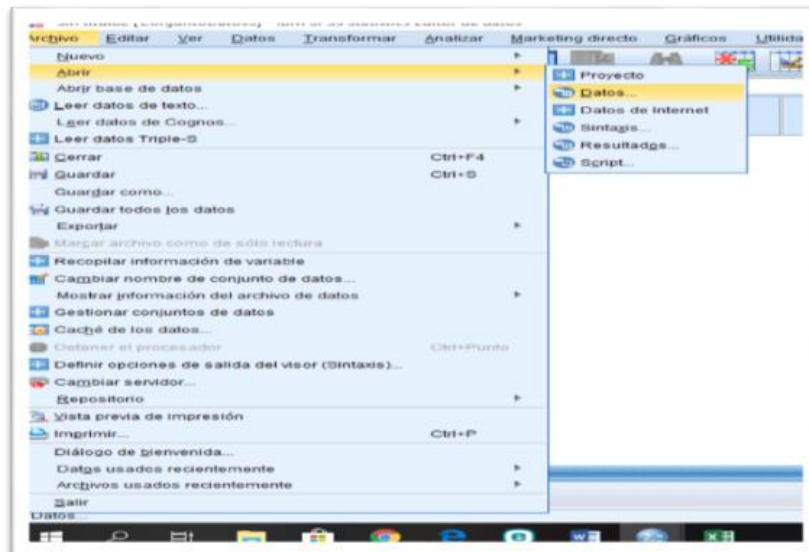 Archivo Editar Ver Datos Transformar Analizar Marketing directo Gráficos Utilida
Nuevo
Abrir
Proyecto
Datos...
Datos de Internet
Sintaxis...
Resultados...
Script...
Abrir base de datos
Leer datos de texto...
Leer datos de Cognos...
Leer datos Triple-S
Cerrar Ctrl+F4
Guardar Ctrl+S
Guardar como...
Guardar todos los datos
Exportar
Marcar archivo como de sólo lectura
Recopilar información de variable
Cambiar nombre de conjunto de datos...
Mostrar información del archivo de datos
Gestionar conjuntos de datos
Caché de los datos...
Detener el procesador Ctrl+Punto
Definir opciones de salida del visor (Sintaxis)...
Cambiar servidor...
Repositorio
Vista previa de impresión
Imprimir... Ctrl+P
Diálogo de bienvenida...
Datos usados recientemente
Archivos usados recientemente
Salir
Datos...